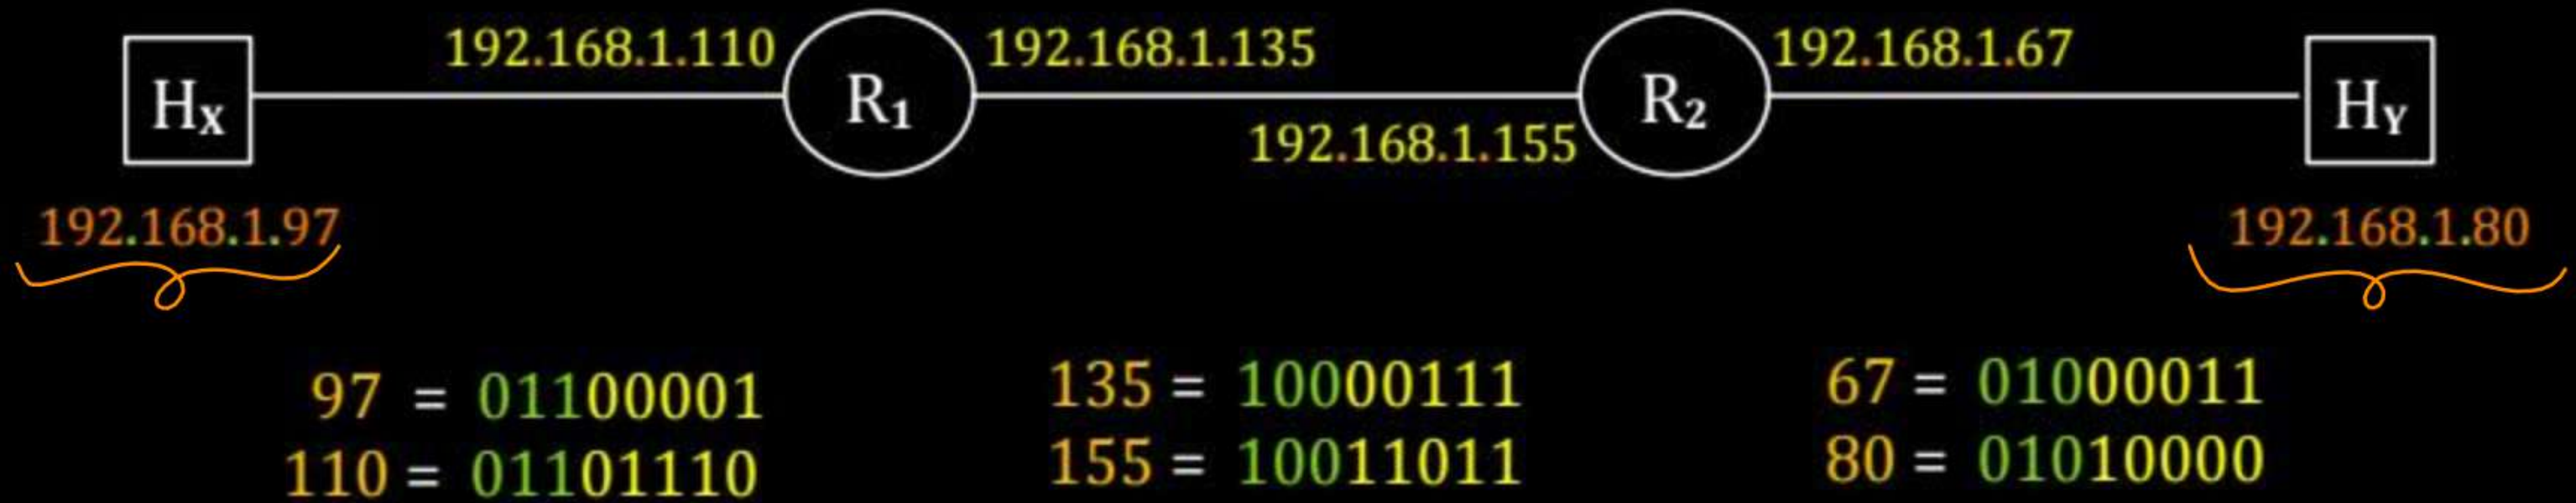 192.168.1.110 192.168.1.135 192.168.1.67
Hₓ R₁ R₂ Hᵧ
192.168.1.155
192.168.1.97 192.168.1.80
97 = 01100001 135 = 10000111 67 = 01000011
110 = 01101110 155 = 10011011 80 = 01010000